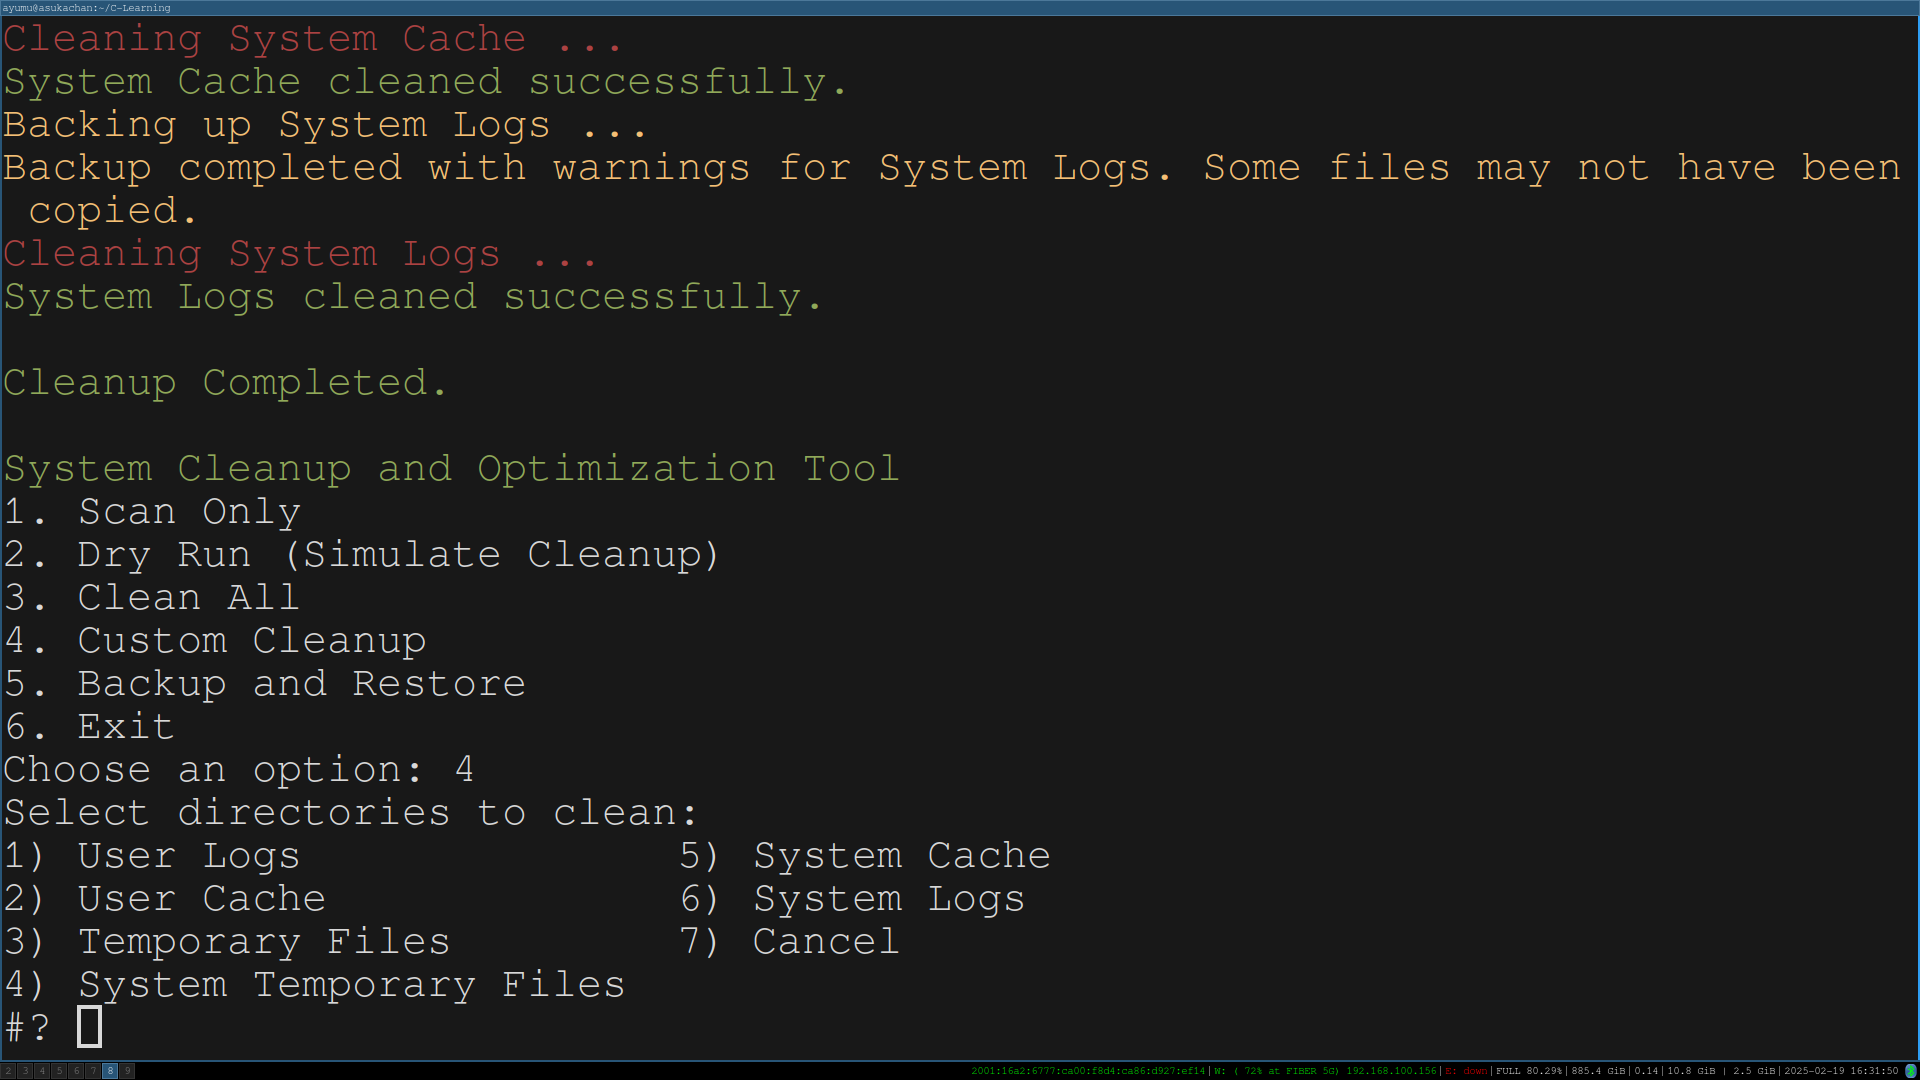 ayumu@asukachan:~/C-Learning
Cleaning System Cache ...
System Cache cleaned successfully.
Backing up System Logs ...
Backup completed with warnings for System Logs. Some files may not have been
copied.
Cleaning System Logs ...
System Logs cleaned successfully.
Cleanup Completed.
System Cleanup and Optimization Tool
1. Scan Only
2. Dry Run (Simulate Cleanup)
3. Clean All
4. Custom Cleanup
5. Backup and Restore
6. Exit
Choose an option: 4
Select directories to clean:
1) User Logs 5) System Cache
2) User Cache 6) System Logs
3) Temporary Files 7) Cancel
4) System Temporary Files
#?
2 3 4 5 6 7 8 9 2001:16a2:6777:ca00:f8d4:ca86:d927:ef14|W: ( 72% at FIBER 5G) 192.168.100.156|E: down|FULL 80.29%|885.4 GiB|0.14|10.8 GiB | 2.5 GiB|2025-02-19 16:31:50